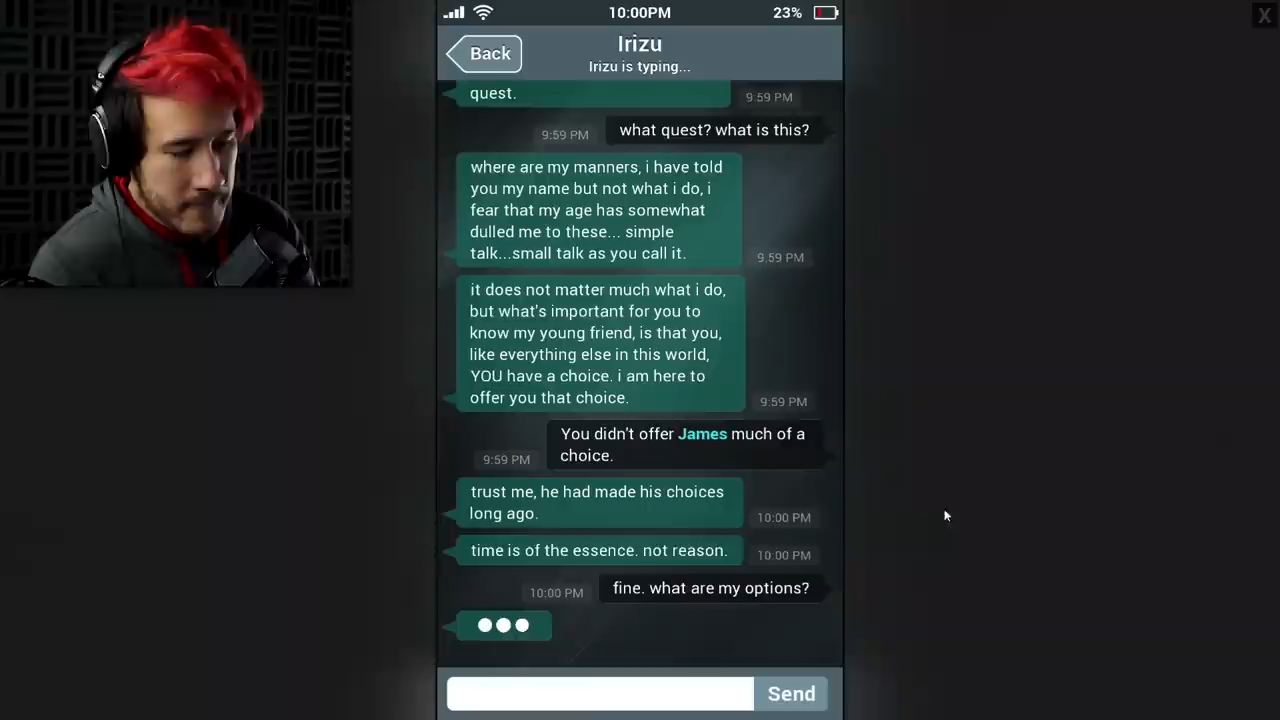 10:00PM
23%
X
Back
Irizu
Irizu is typing...
quest.
9:59 PM
what quest? what is this?
9:59 PM
where are my manners, i have told
you my name but not what i do, i
fear that my age has somewhat
dulled me to these... simple
talk...small talk as you call it.
9:59 PM
it does not matter much what i do,
but what's important for you to
know my young friend, is that you,
like everything else in this world,
YOU have a choice. i am here to
offer you that choice.
9:59 PM
You didn't offer James much of a
choice.
9:59 PM
trust me, he had made his choices
long ago.
10:00 PM
time is of the essence. not reason.
10:00 PM
fine. what are my options?
10:00 PM
Send